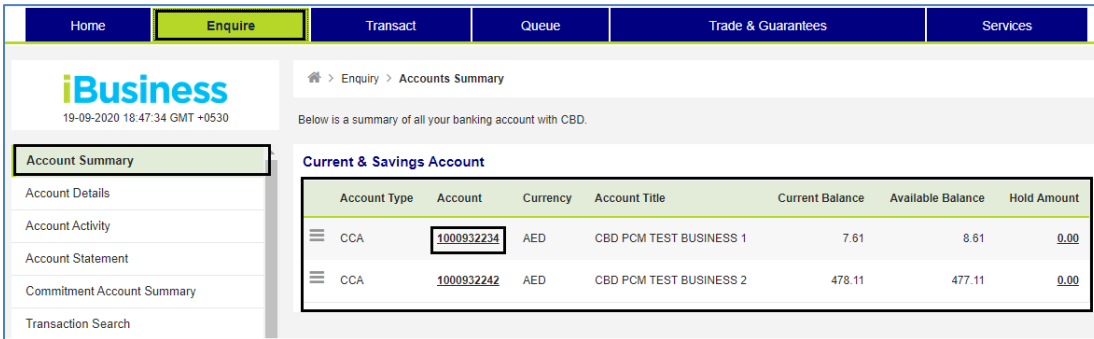 Home Enquire Transact Queue Trade & Guarantees Services
iBusiness
19-09-2020 18:47:34 GMT +0530
Account Summary
Account Details
Account Activity
Account Statement
Commitment Account Summary
Transaction Search
> Enquiry > Accounts Summary
Below is a summary of all your banking account with CBD.
Current & Savings Account
Account Type Account Currency Account Title Current Balance Available Balance Hold Amount
CCA 1000932234 AED CBD PCM TEST BUSINESS 1 7.61 8.61 0.00
CCA 1000932242 AED CBD PCM TEST BUSINESS 2 478.11 477.11 0.00